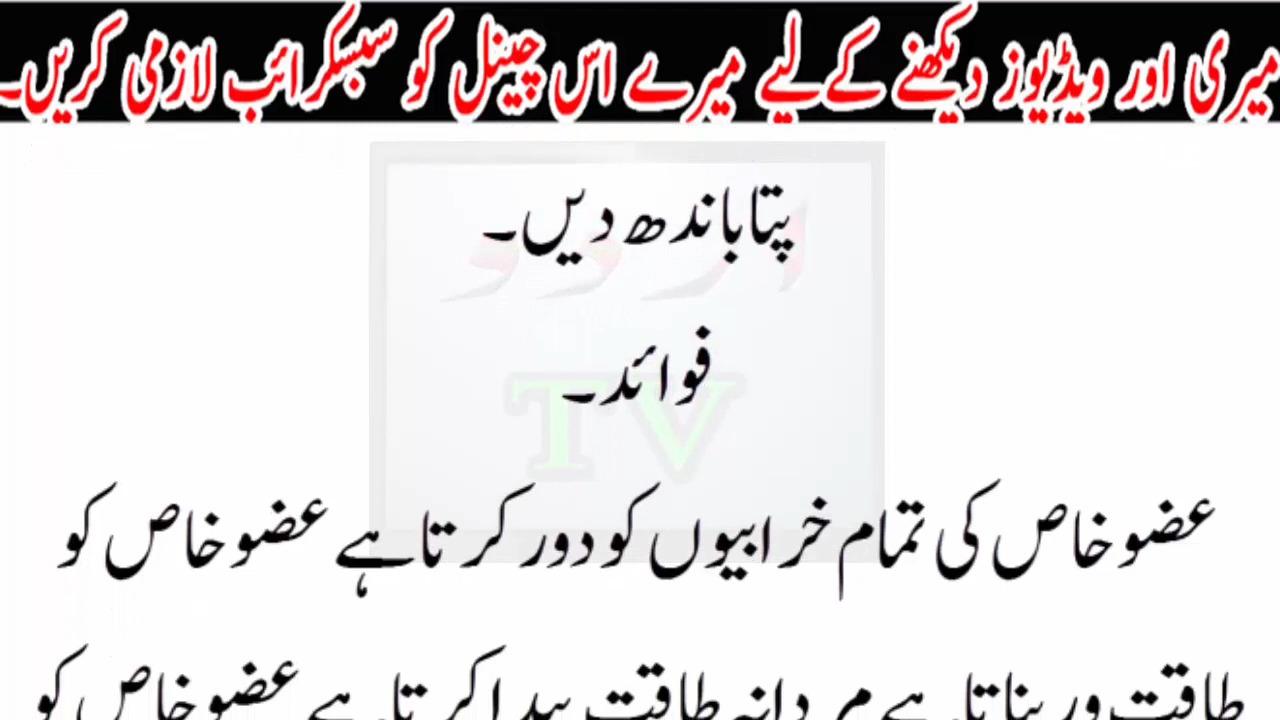 میری اور ویڈیوز دیکھنے کے لیے میرے اس چینل کو سبسکرائب لازمی کریں۔
پتا باندھ دیں۔
اردو
فوائد۔
TV
عضو خاص کی تمام خرابیوں کو دور کرتا ہے عضو خاص کو
طاقت ور بناتا ہے مردانہ طاقت پیدا کرتا ہے عضو خاص کو